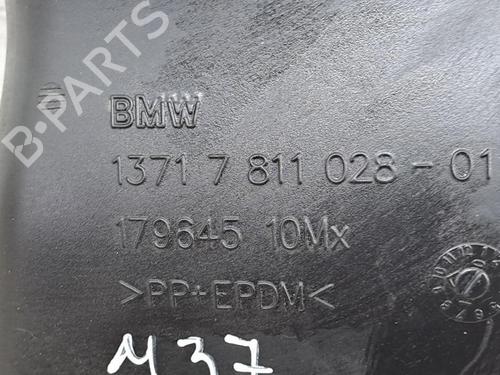 B-PARTS
BMW
1371 7 811 028-01
179645 10Mx
>PP+EPDM<
M37